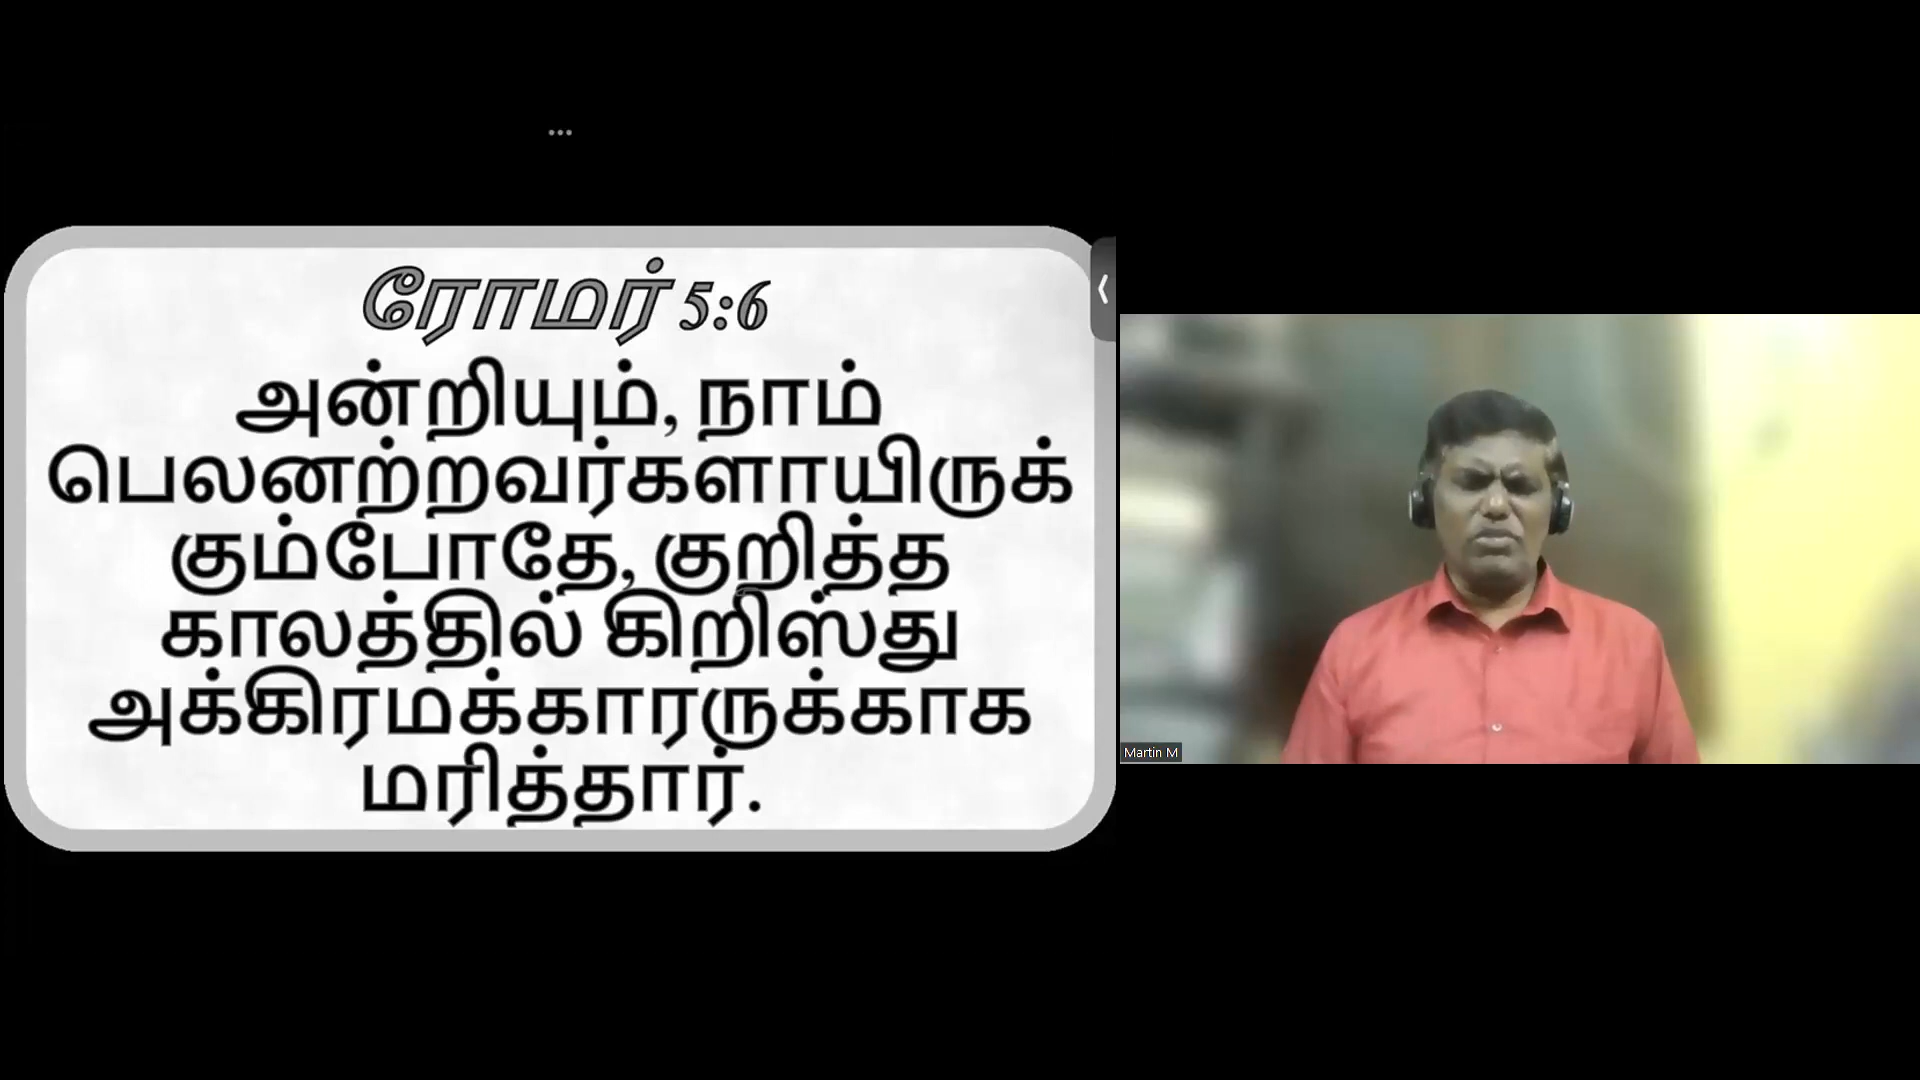 ரோமர் 5:6
அன்றியும், நாம்
பெலனற்றவர்களாயிருக்
கும்போதே, குறித்த
காலத்தில் கிறிஸ்து
அக்கிரமக்காரருக்காக
மரித்தார்.
Martin M